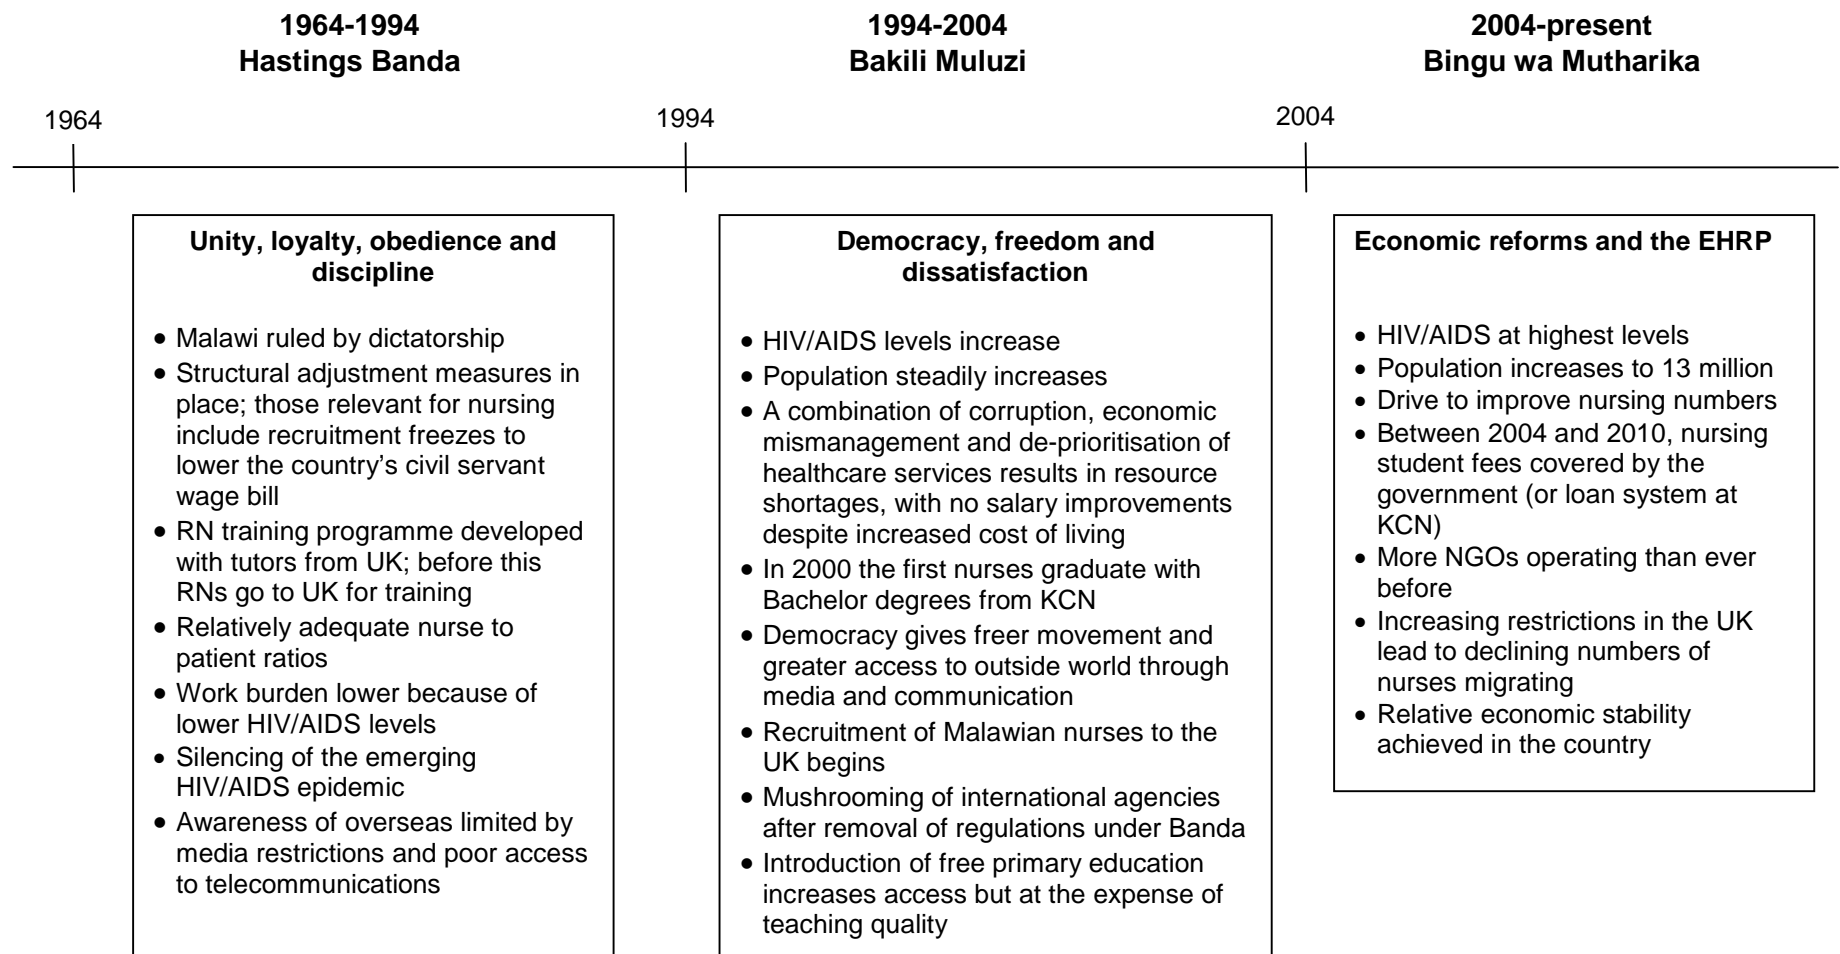 1964-1994
Hastings Banda
1994-2004
Bakili Muluzi
2004-present
Bingu wa Mutharika
1964
1994
2004
Unity, loyalty, obedience and
discipline
• Malawi ruled by dictatorship
• Structural adjustment measures in
place; those relevant for nursing
include recruitment freezes to
lower the country's civil servant
wage bill
• RN training programme developed
with tutors from UK; before this
RNs go to UK for training
• Relatively adequate nurse to
patient ratios
• Work burden lower because of
lower HIV/AIDS levels
• Silencing of the emerging
HIV/AIDS epidemic
• Awareness of overseas limited by
media restrictions and poor access
to telecommunications
Democracy, freedom and
dissatisfaction
• HIV/AIDS levels increase
• Population steadily increases
• A combination of corruption, economic
mismanagement and de-prioritisation of
healthcare services results in resource
shortages, with no salary improvements
despite increased cost of living
• In 2000 the first nurses graduate with
Bachelor degrees from KCN
• Democracy gives freer movement and
greater access to outside world through
media and communication
• Recruitment of Malawian nurses to the
UK begins
• Mushrooming of international agencies
after removal of regulations under Banda
• Introduction of free primary education
increases access but at the expense of
teaching quality
Economic reforms and the EHRP
• HIV/AIDS at highest levels
• Population increases to 13 million
• Drive to improve nursing numbers
• Between 2004 and 2010, nursing
student fees covered by the
government (or loan system at
KCN)
• More NGOs operating than ever
before
• Increasing restrictions in the UK
lead to declining numbers of
nurses migrating
• Relative economic stability
achieved in the country